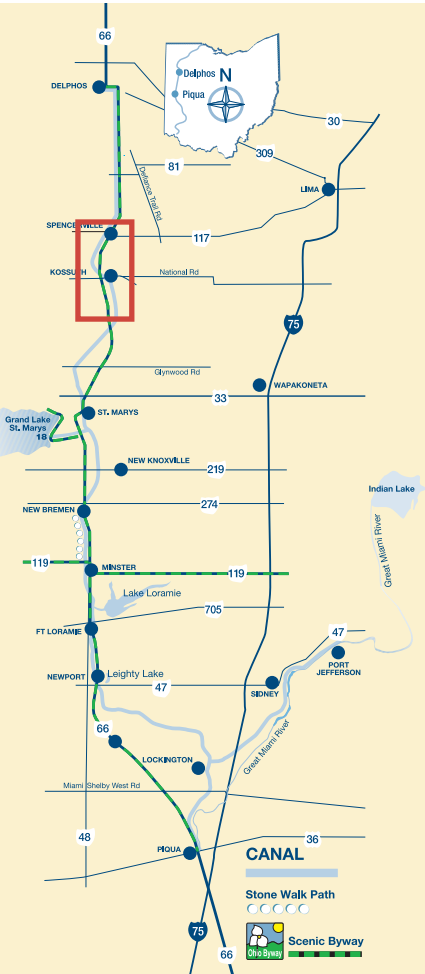 66
Delphos
N
Piqua
DELPHOS
30
309
81
Defiance Trail Rd
LIMA
SPENCERVILLE
117
KOSSUTH
National Rd
75
Glynwood Rd
WAPAKONETA
33
Grand Lake
St. Marys
18
ST. MARYS
NEW KNOXVILLE
219
Indian Lake
274
NEW BREMEN
Great Miami River
119
MINSTER
119
Lake Loramie
705
FT LORAMIE
47
PORT
JEFFERSON
NEWPORT
Leighty Lake
47
SIDNEY
66
Great Miami River
LOCKINGTON
Miami Shelby West Rd
48
36
PIQUA
CANAL
Stone Walk Path
75
Ohio Byway
Scenic Byway
66